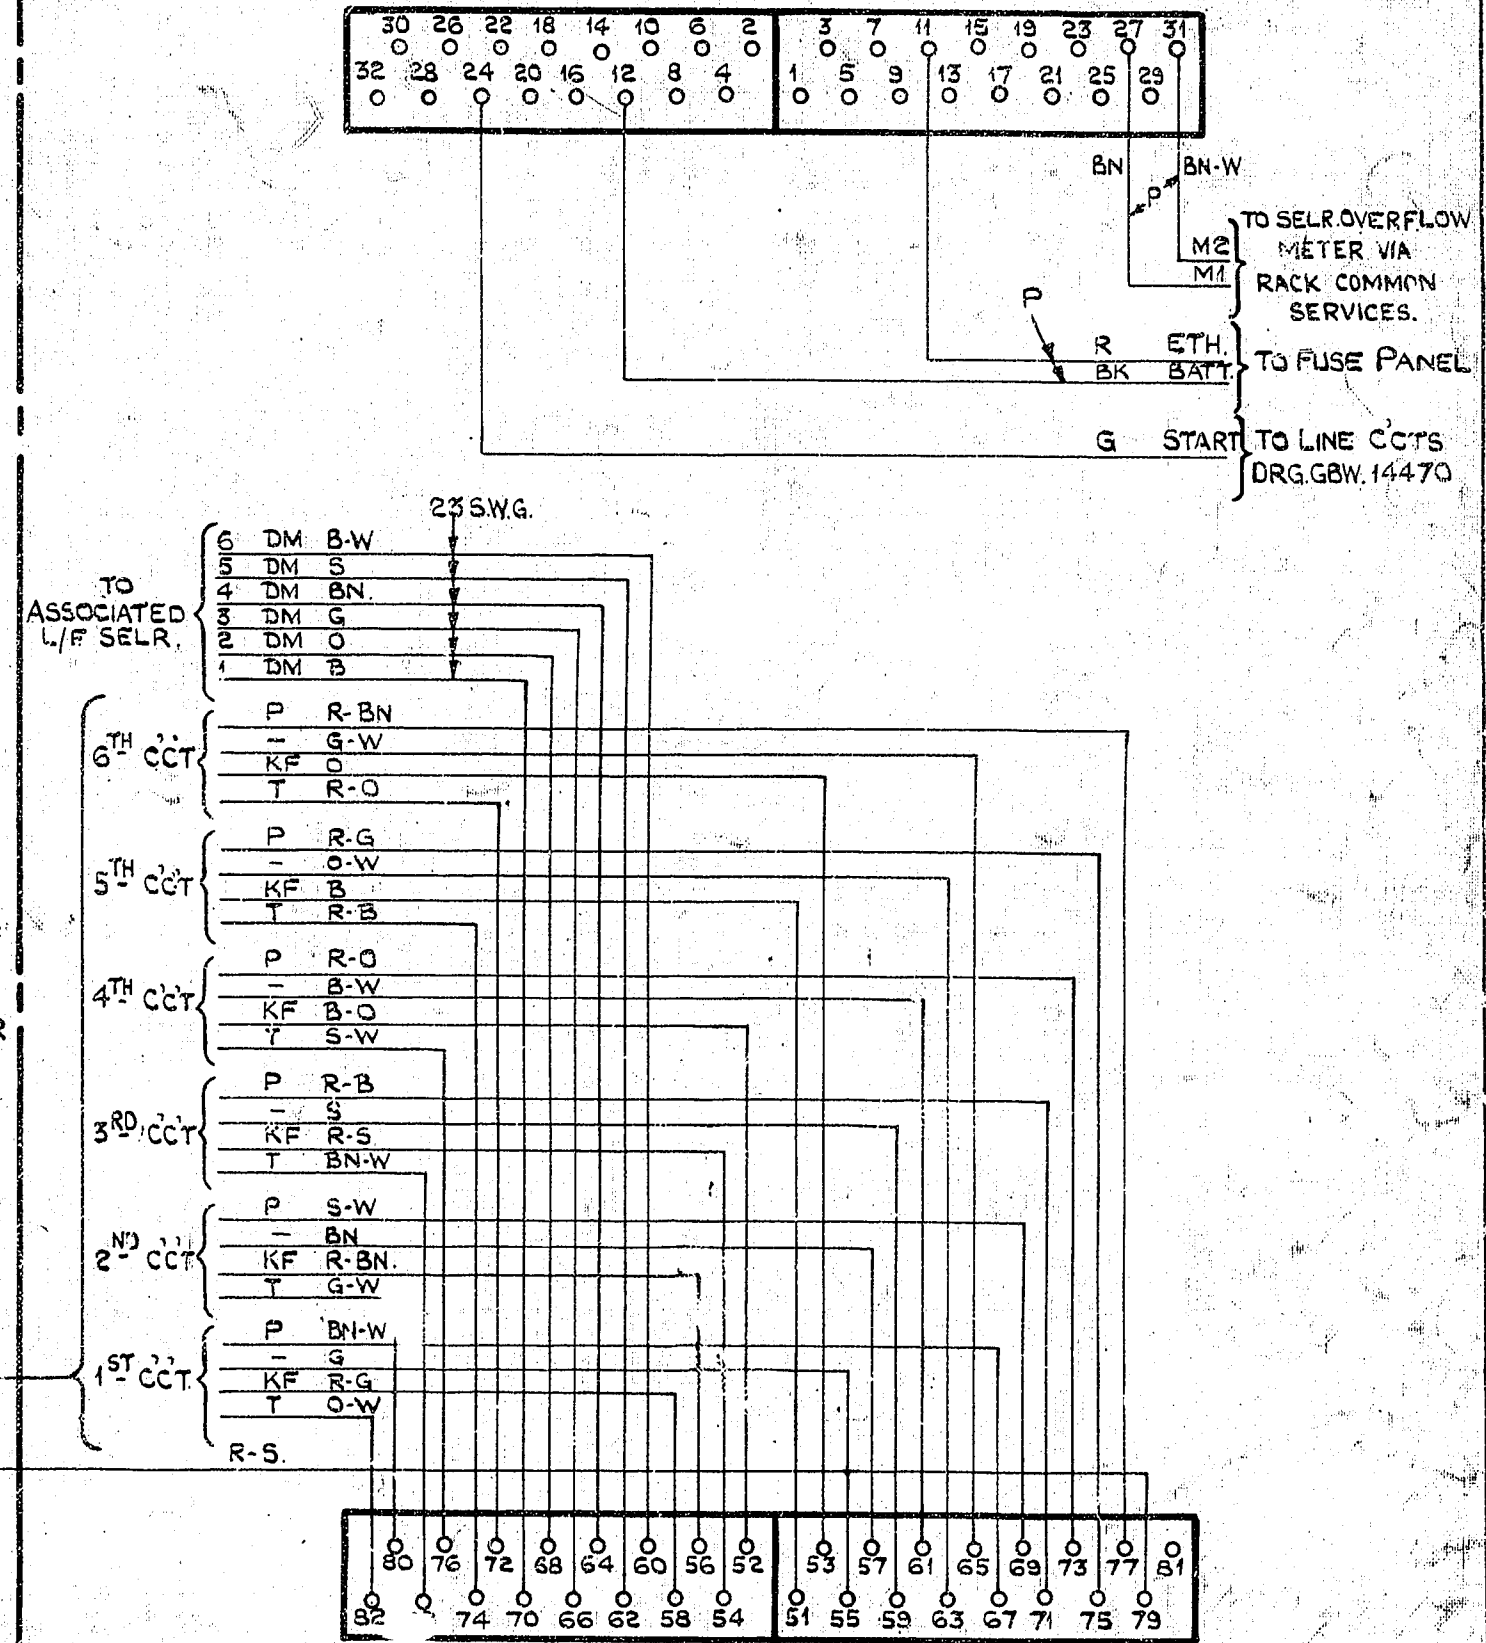 30 26 22 18 14 10 6 2 3 7 11 15 19 23 27 31
32 28 24 20 16 12 8 4 1 5 9 13 17 21 25 29
BN BN-W
P
TO SELR.OVERFLOW
M2 METER VIA
M1 RACK COMMON
SERVICES.
P
R ETH.
BK BATT. TO FUSE PANEL
G START TO LINE C'CTS
DRG.GBW.14470
23 S.W.G.
TO
ASSOCIATED
L/F SELR.
6 DM B-W
5 DM S
4 DM BN.
3 DM G
2 DM O
1 DM B
6TH C'C'T
P R-BN
- G-W
KF O
T R-O
5TH C'C'T
P R-G
- O-W
KF B
T R-B
4TH C'C'T
P R-O
- B-W
KF B-O
T S-W
3RD C'C'T
P R-B
- S
KF R-S
T BN-W
2ND C'C'T
P S-W
- BN
KF R-BN.
T G-W
1ST C'C'T
P BN-W
- G
KF R-G
T O-W
R-S.
80 76 72 68 64 60 56 52 53 57 61 65 69 73 77 81
82 74 70 66 62 58 54 51 55 59 63 67 71 75 79